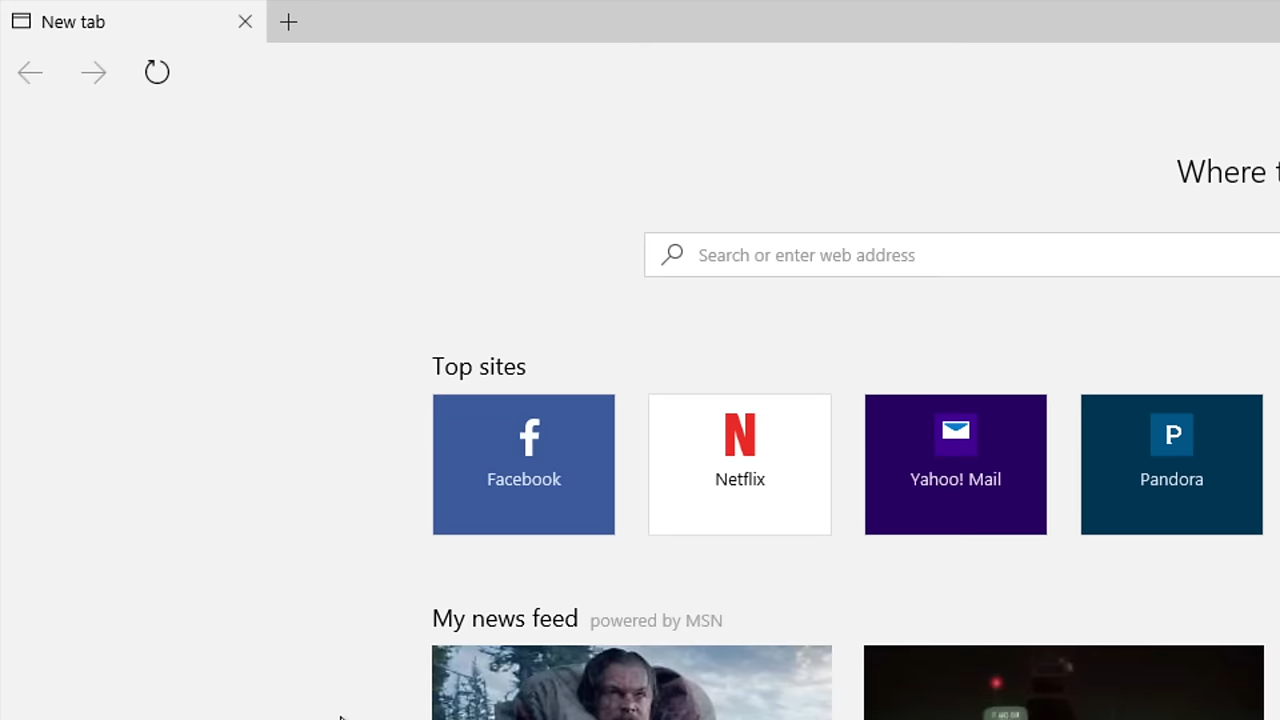 New tab
Where t
Search or enter web address
Top sites
f
Facebook
N
Netflix
Yahoo! Mail
P
Pandora
My news feed powered by MSN